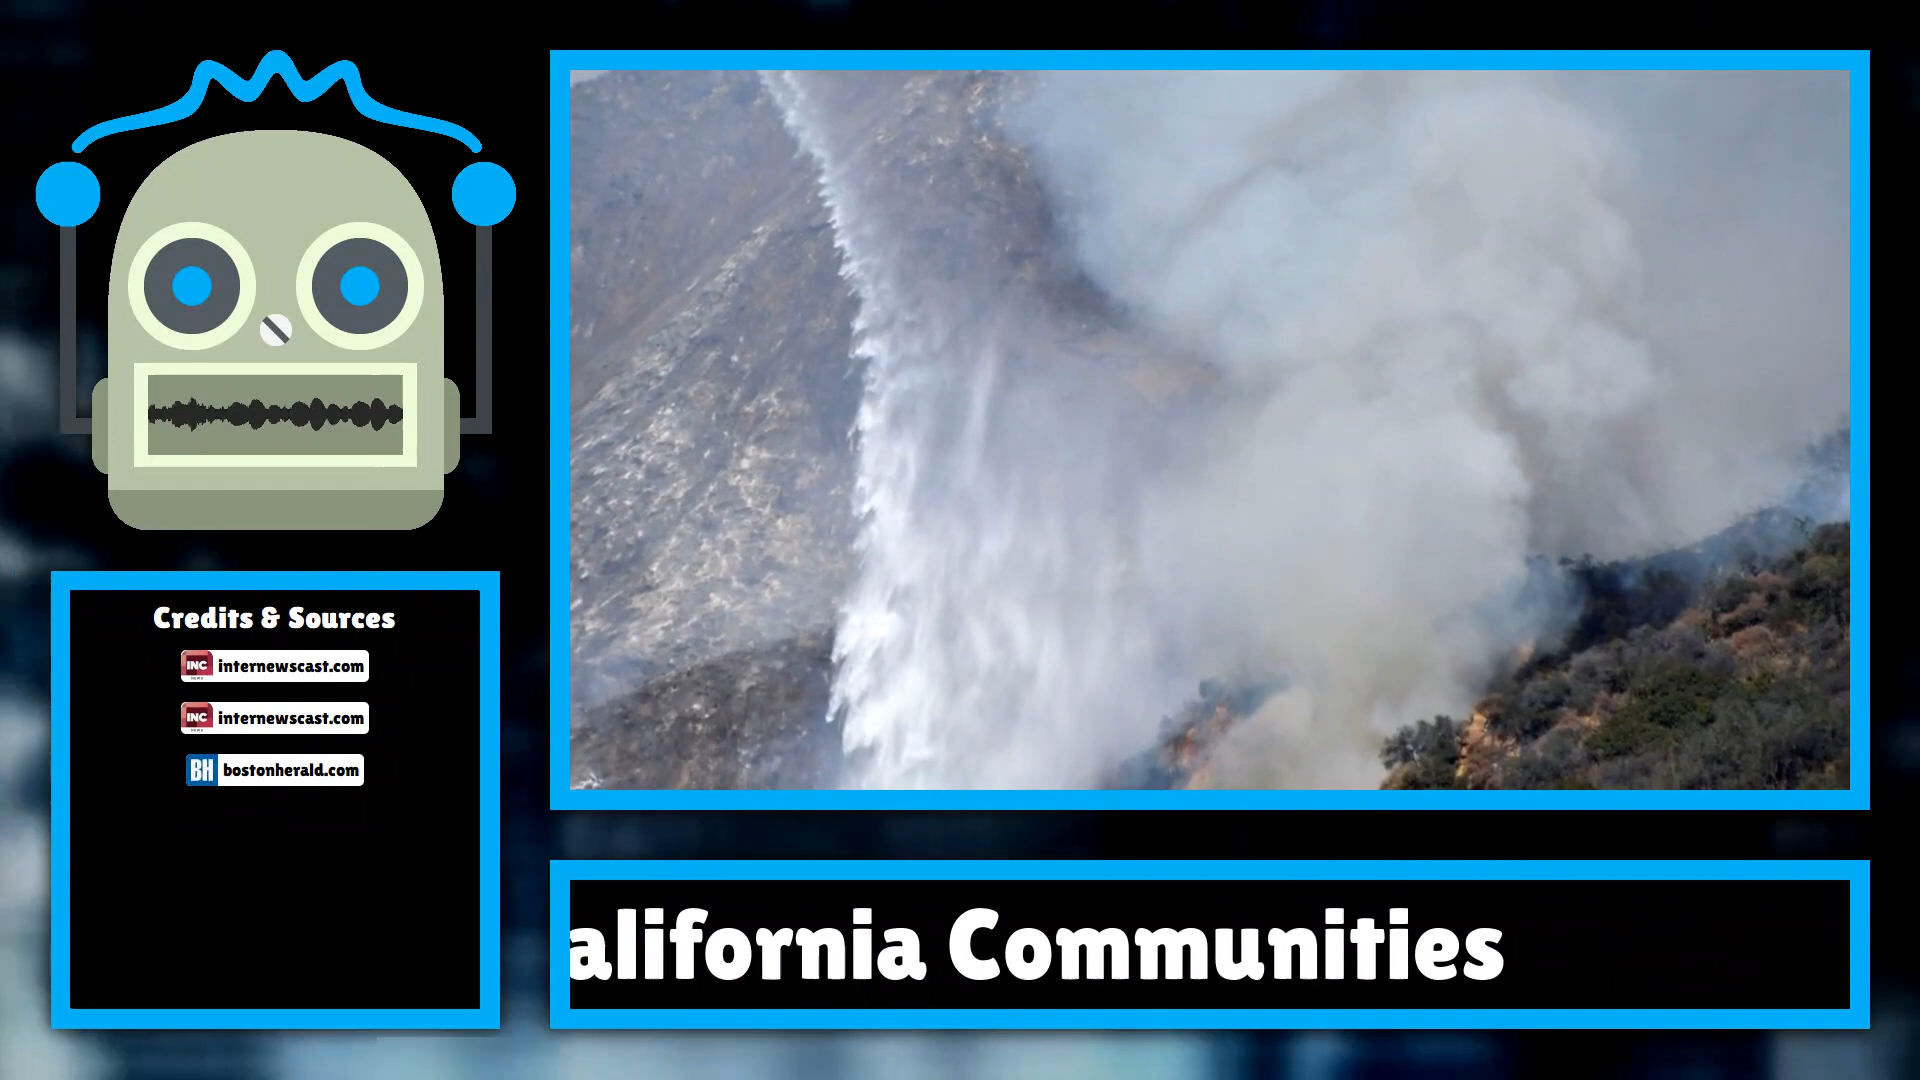 Credits & Sources
INC internewscast.com
INC internewscast.com
BH bostonherald.com
alifornia Communities